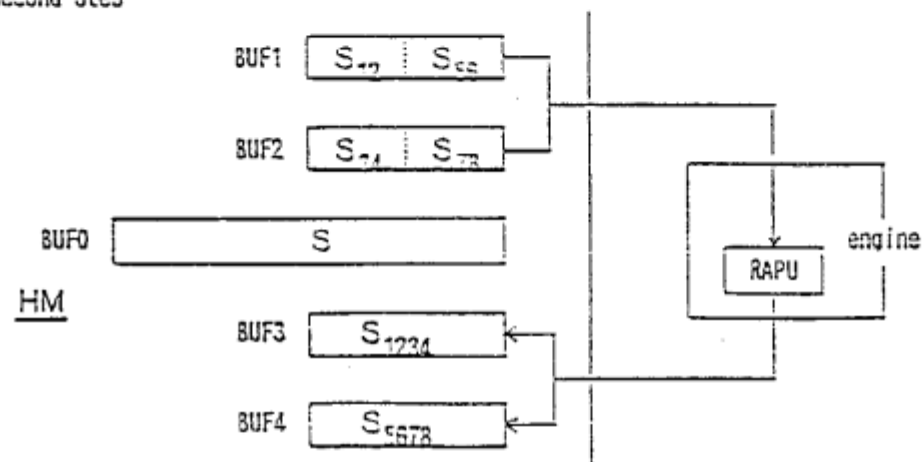 BUF1 S12 S56
BUF2 S34 S78
BUF0 S
engine
RAPU
HM
BUF3 S1234
BUF4 S5678